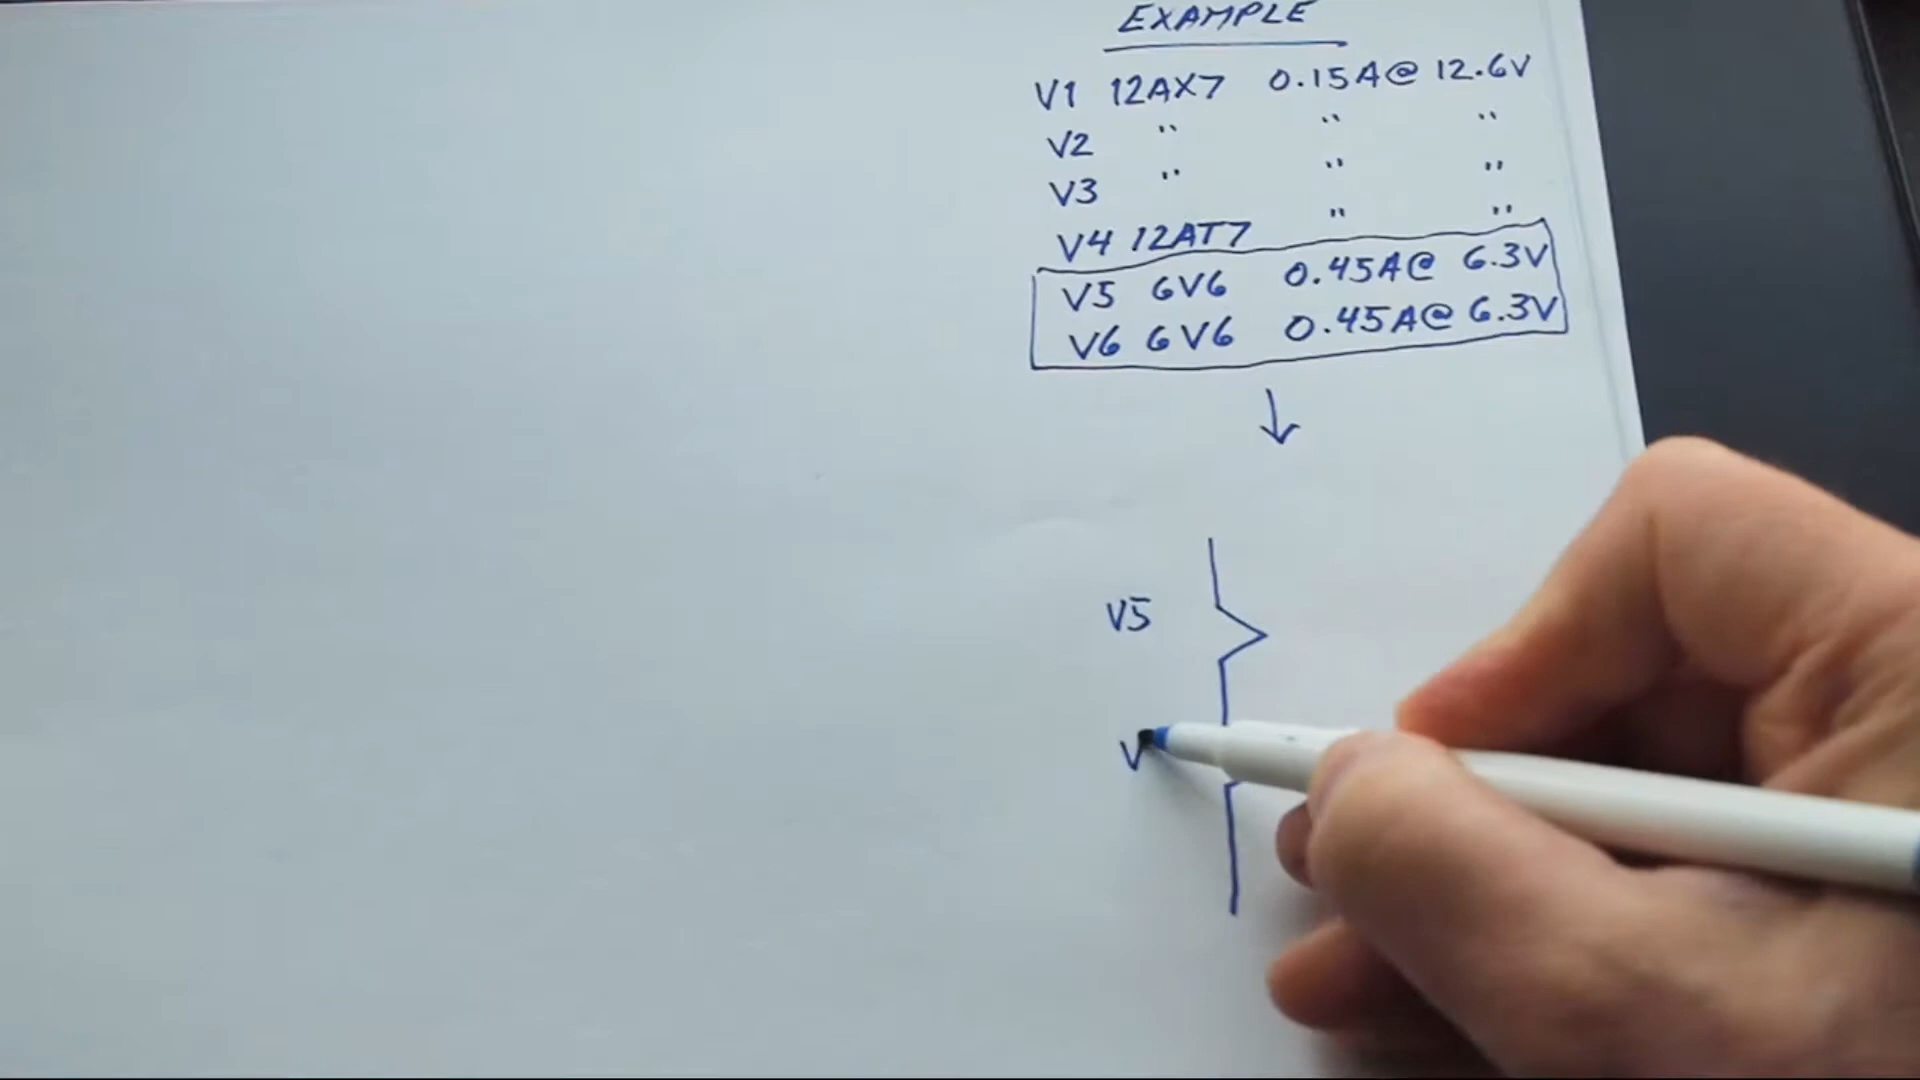 EXAMPLE
V1 12AX7 0.15A@ 12.6V
V2 " " "
V3 " " "
V4 12AT7 " "
V5 6V6 0.45A@ 6.3V
V6 6V6 0.45A@ 6.3V
V5
V